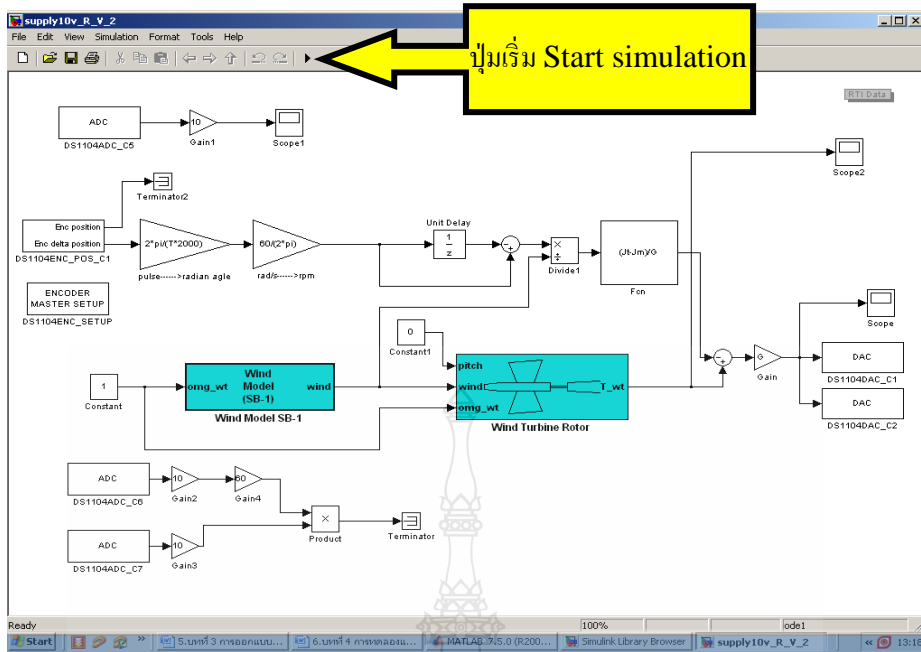 supply10v_R_V_2
File Edit View Simulation Format Tools Help
ปุ่มเริ่ม Start simulation
RTI Data
ADC
DS1104ADC_C5
10
Gain1
Scope1
Scope2
Terminator2
Enc position
Enc delta position
DS1104ENC_POS_C1
2*pi/(T*2000)
pulse------>radian agle
60/(2*pi)
rad/s------>rpm
Unit Delay
1
z
Divide1
(Jt-Jm)/G
Fcn
ENCODER
MASTER SETUP
DS1104ENC_SETUP
0
Constant1
Scope
1
Constant
omg_wt
Wind
Model
(SB-1)
wind
Wind Model SB-1
pitch
wind
omg_wt
T_wt
Wind Turbine Rotor
G
Gain
DAC
DS1104DAC_C1
DAC
DS1104DAC_C2
ADC
DS1104ADC_C6
10
Gain2
60
Gain4
Product
Terminator
ADC
DS1104ADC_C7
10
Gain3
Ready 100% ode1
Start 5.บทที่ 3 การออกแบบ... 6.บทที่ 4 การทดลองแ... MATLAB 7.5.0 (R200... Simulink Library Browser supply10v_R_V_2